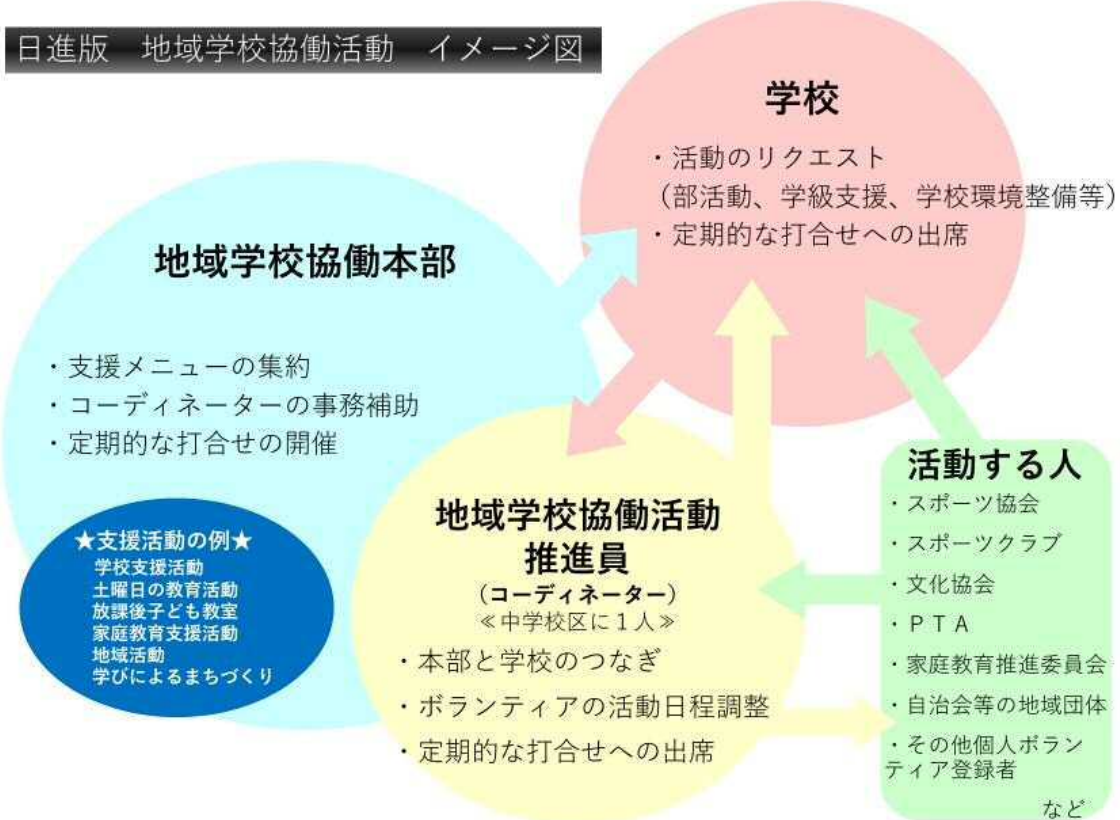 日進版 地域学校協働活動 イメージ図
学校
・活動のリクエスト
（部活動、学級支援、学校環境整備等）
・定期的な打合せへの出席
地域学校協働本部
・支援メニューの集約
・コーディネーターの事務補助
・定期的な打合せの開催
★支援活動の例★
学校支援活動
土曜日の教育活動
放課後子ども教室
家庭教育支援活動
地域活動
学びによるまちづくり
地域学校協働活動
推進員
（コーディネーター）
≪中学校区に１人≫
・本部と学校のつなぎ
・ボランティアの活動日程調整
・定期的な打合せへの出席
活動する人
・スポーツ協会
・スポーツクラブ
・文化協会
・ＰＴＡ
・家庭教育推進委員会
・自治会等の地域団体
・その他個人ボラン
ティア登録者
など